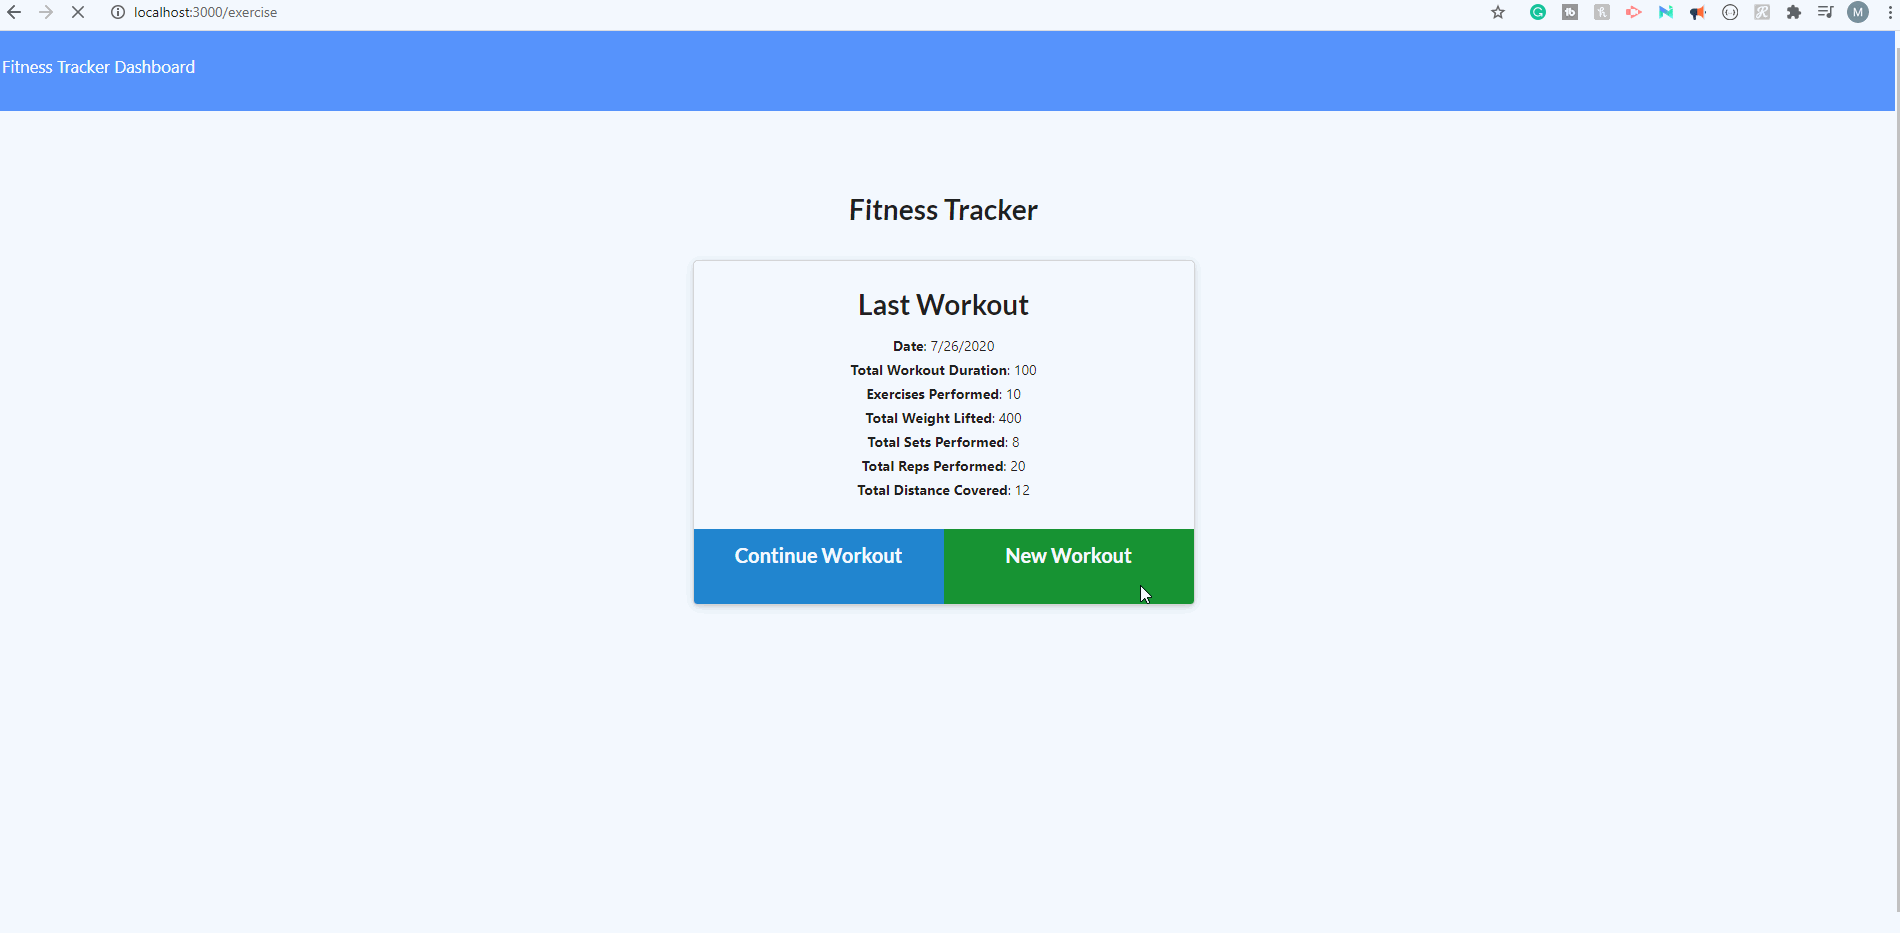 localhost:3000/exercise
M
Fitness Tracker Dashboard
Fitness Tracker
Last Workout
Date: 7/26/2020
Total Workout Duration: 100
Exercises Performed: 10
Total Weight Lifted: 400
Total Sets Performed: 8
Total Reps Performed: 20
Total Distance Covered: 12
Continue Workout
New Workout